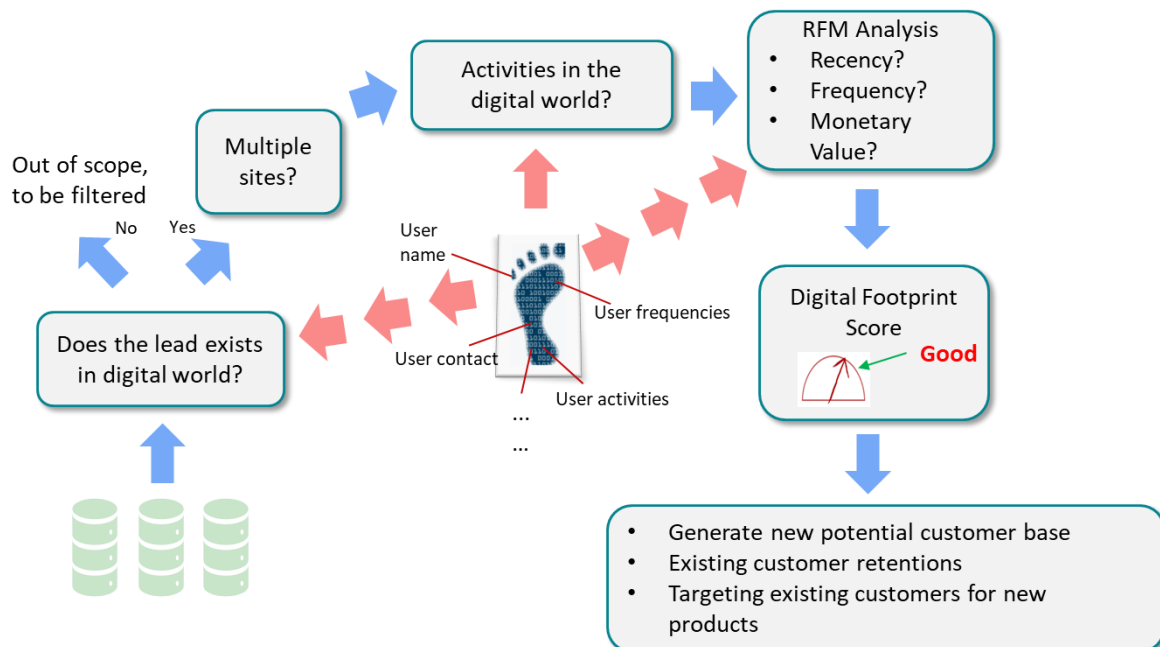 RFM Analysis
• Recency?
• Frequency?
• Monetary
Value?
Activities in the
digital world?
Multiple
sites?
Out of scope,
to be filtered
No
Yes
User
name
User frequencies
User contact
User activities
...
...
Does the lead exists
in digital world?
Digital Footprint
Score
Good
• Generate new potential customer base
• Existing customer retentions
• Targeting existing customers for new
products